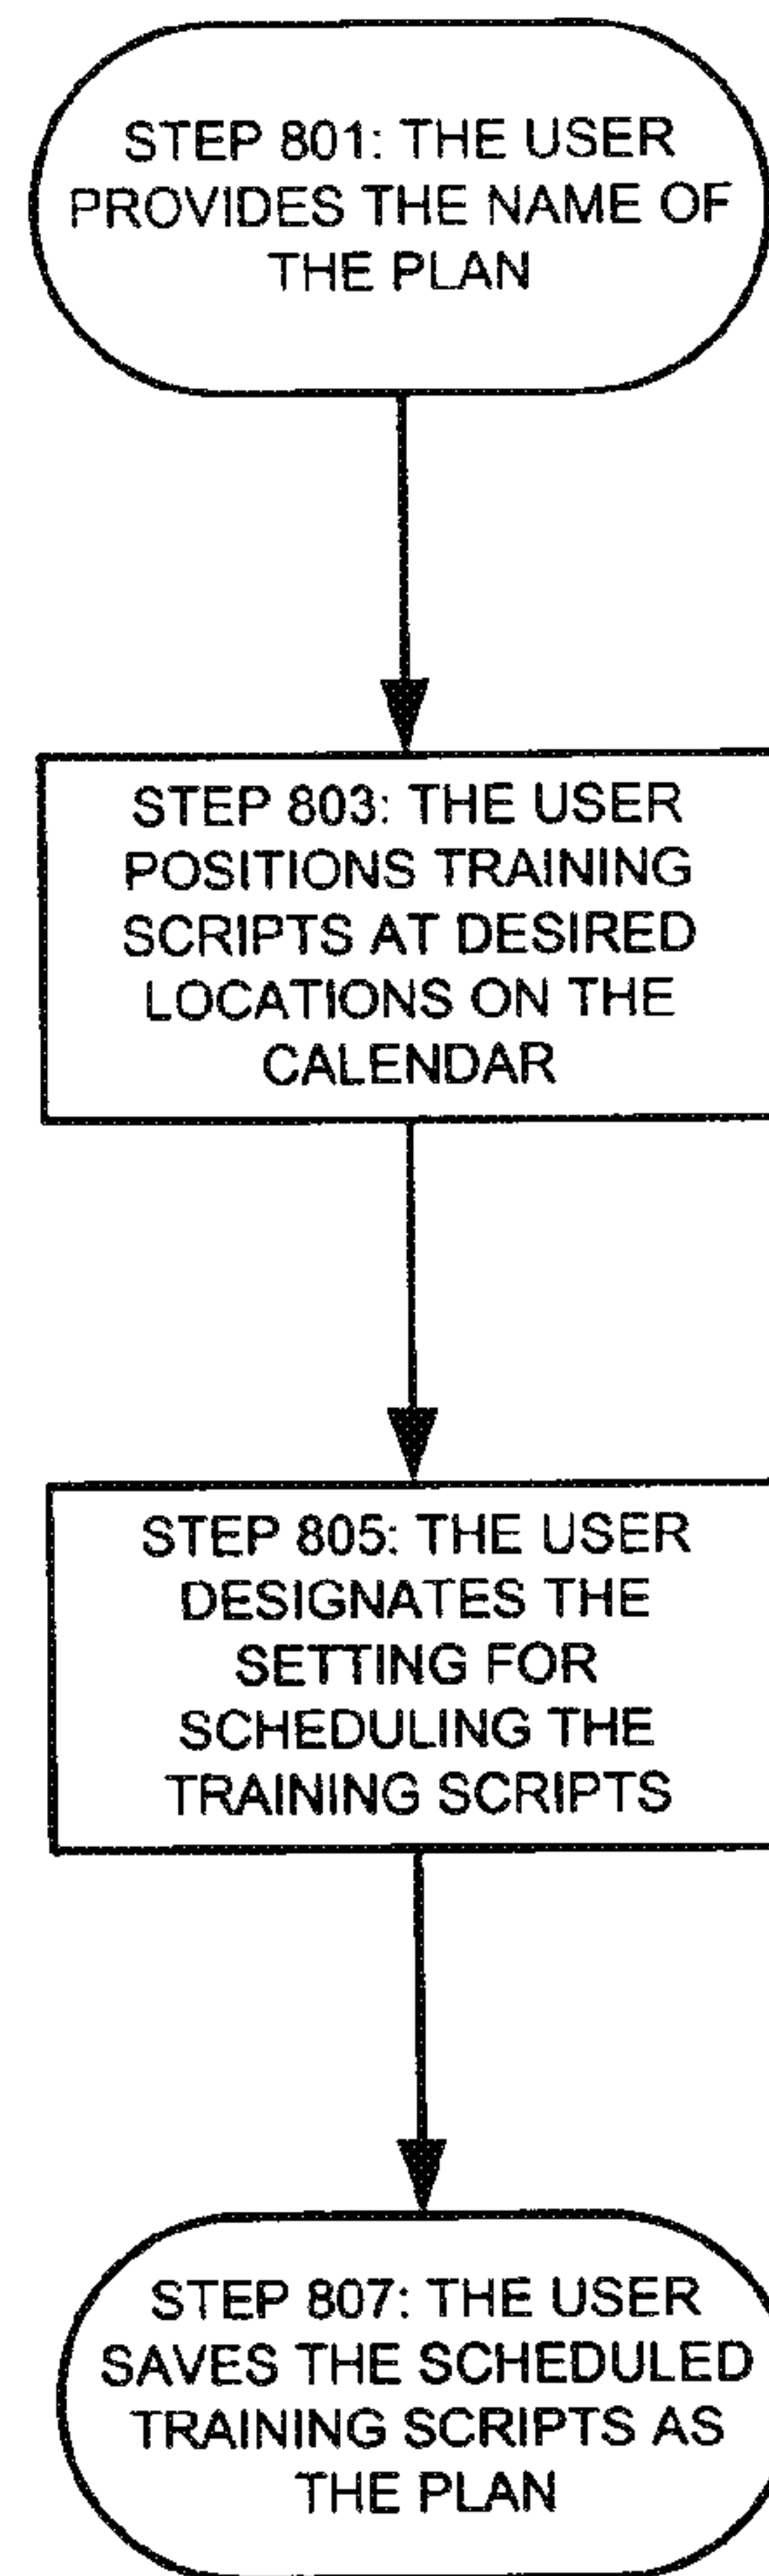 STEP 801: THE USER
PROVIDES THE NAME OF
THE PLAN
STEP 803: THE USER
POSITIONS TRAINING
SCRIPTS AT DESIRED
LOCATIONS ON THE
CALENDAR
STEP 805: THE USER
DESIGNATES THE
SETTING FOR
SCHEDULING THE
TRAINING SCRIPTS
STEP 807: THE USER
SAVES THE SCHEDULED
TRAINING SCRIPTS AS
THE PLAN